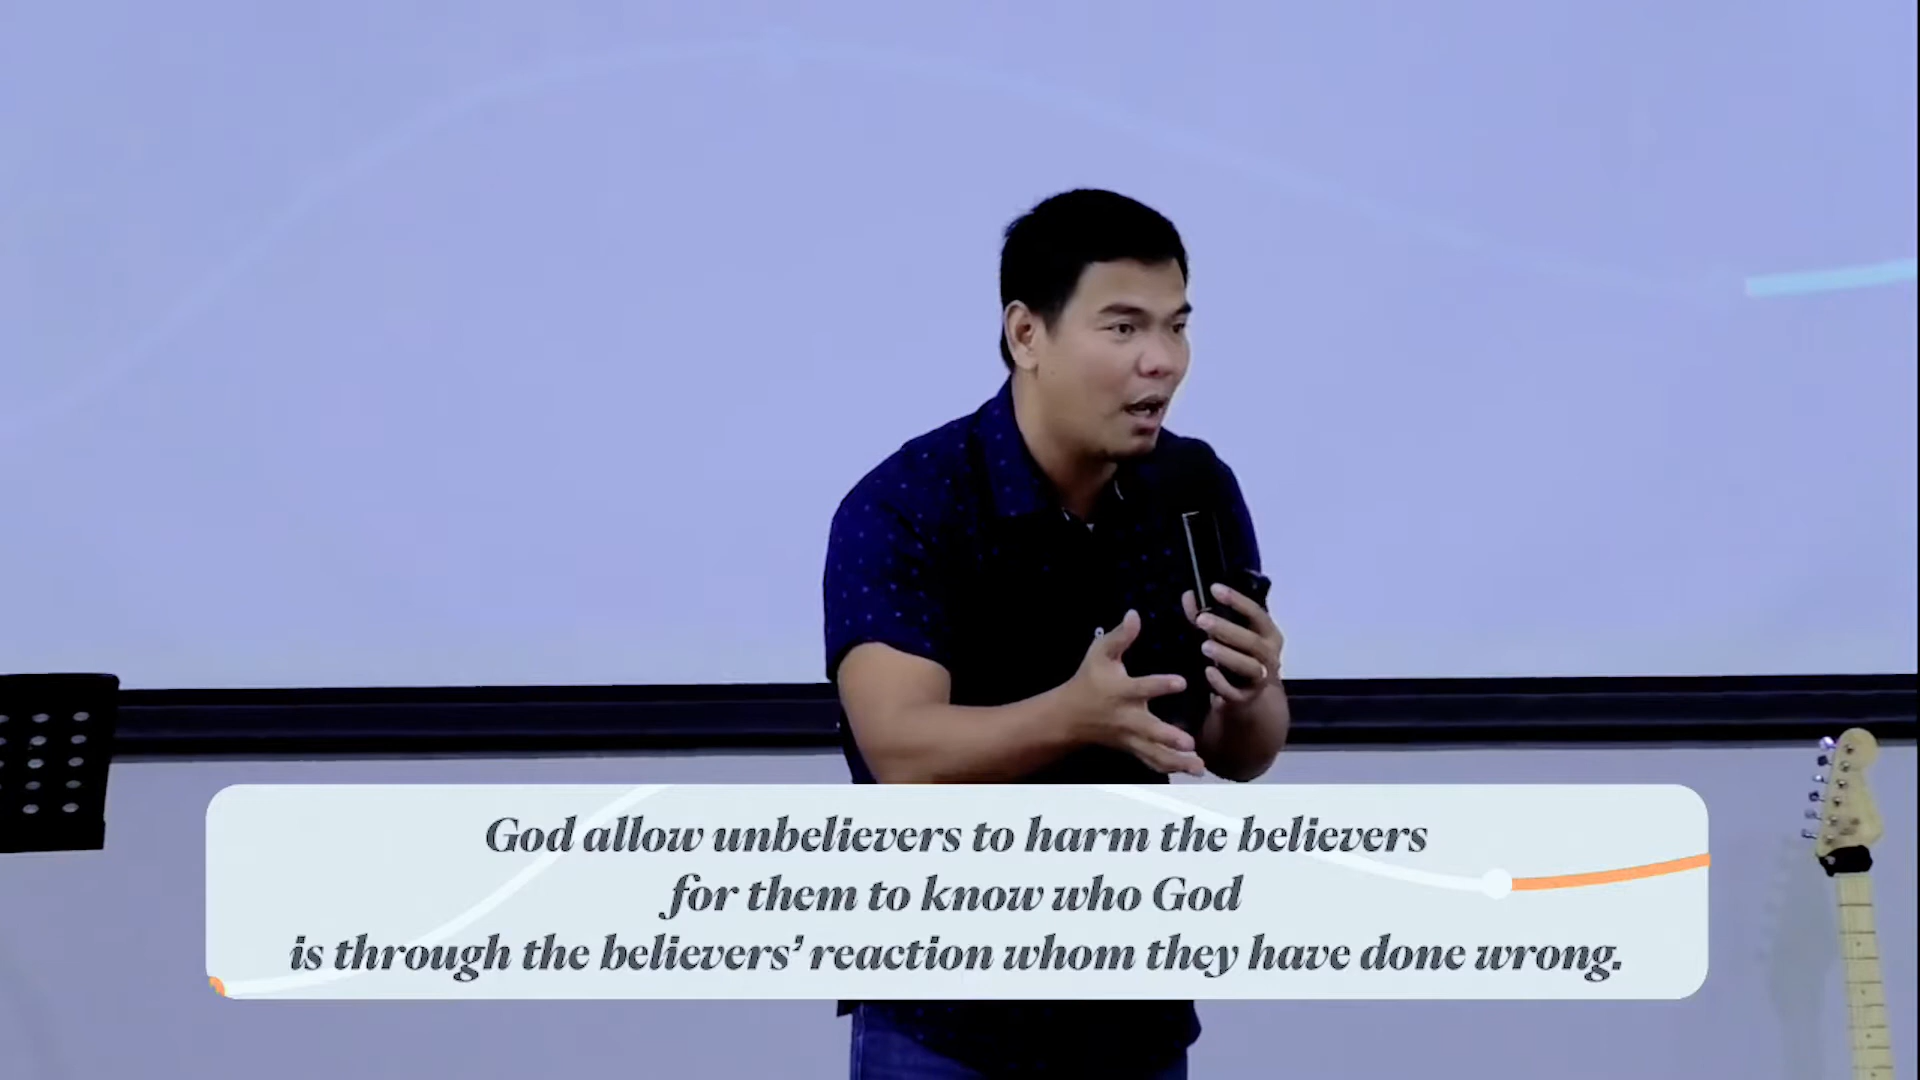 God allow unbelievers to harm the believers
for them to know who God
is through the believers’ reaction whom they have done wrong.